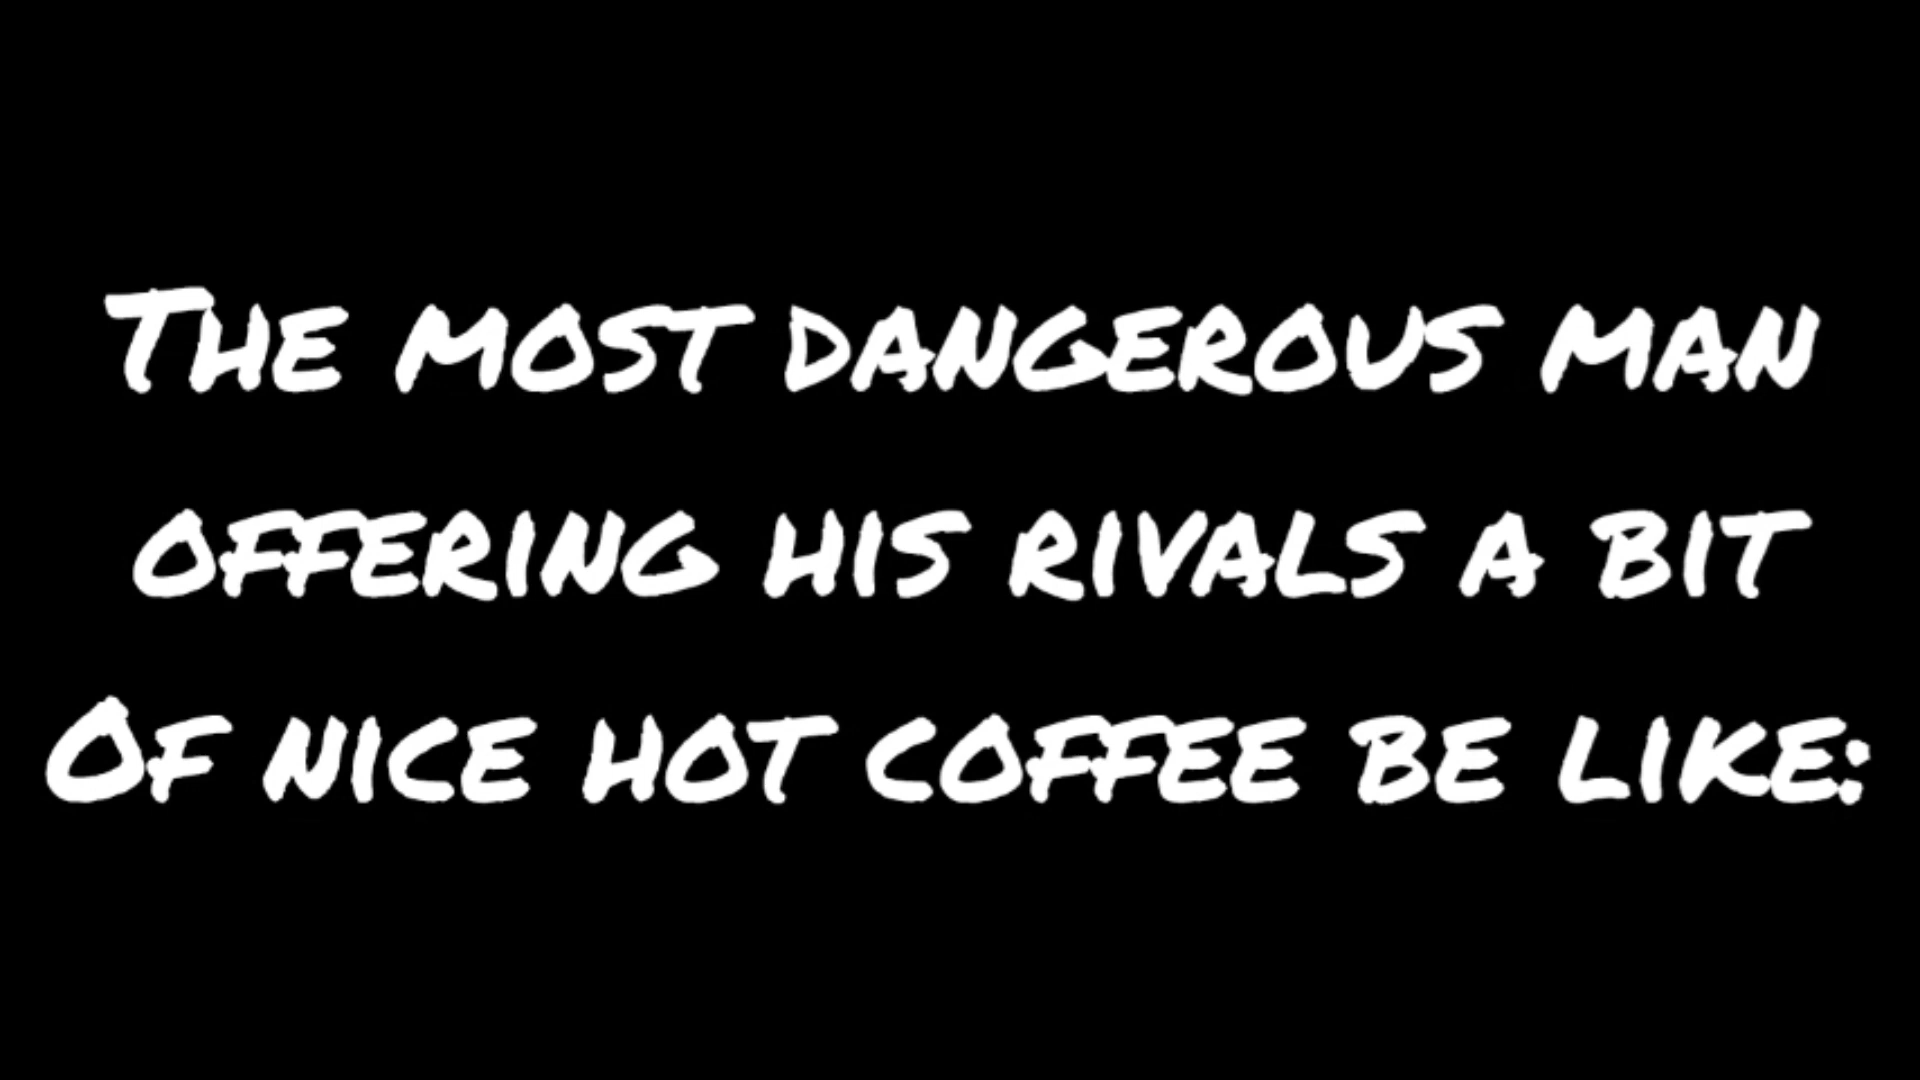 The most dangerous man
offering his rivals a bit
Of nice hot coffee be like: